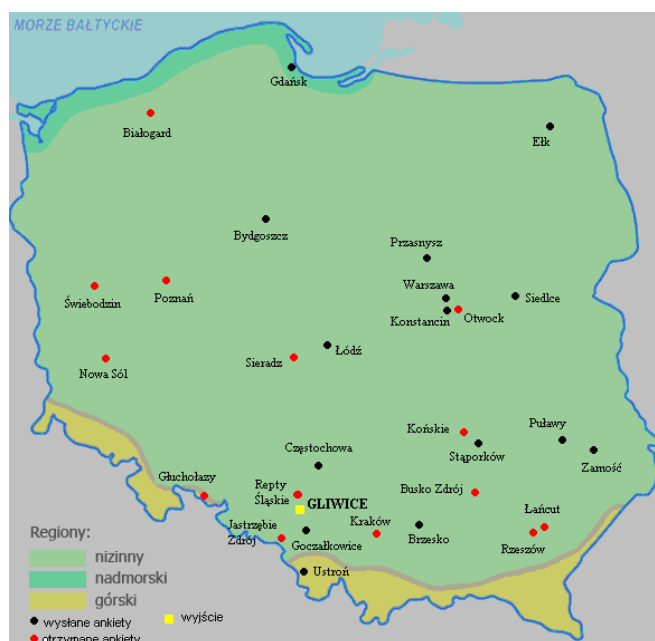 MORZE BAŁTYCKIE
Gdańsk
Białogard
Ełk
Bydgoszcz
Przasnysz
Świebodzin
Poznań
Warszawa
Siedlce
Konstancin
Otwock
Łódź
Sieradz
Nowa Sól
Końskie
Puławy
Stąporków
Zamość
Częstochowa
Głuchołazy
Repty
Śląskie
GLIWICE
Busko Zdrój
Łańcut
Jastrzębie
Zdrój
Goczałkowice
Kraków
Brzesko
Rzeszów
Ustroń
Regiony:
nizinny
nadmorski
górski
wysłane ankiety
wyjście
otrzymane ankiety